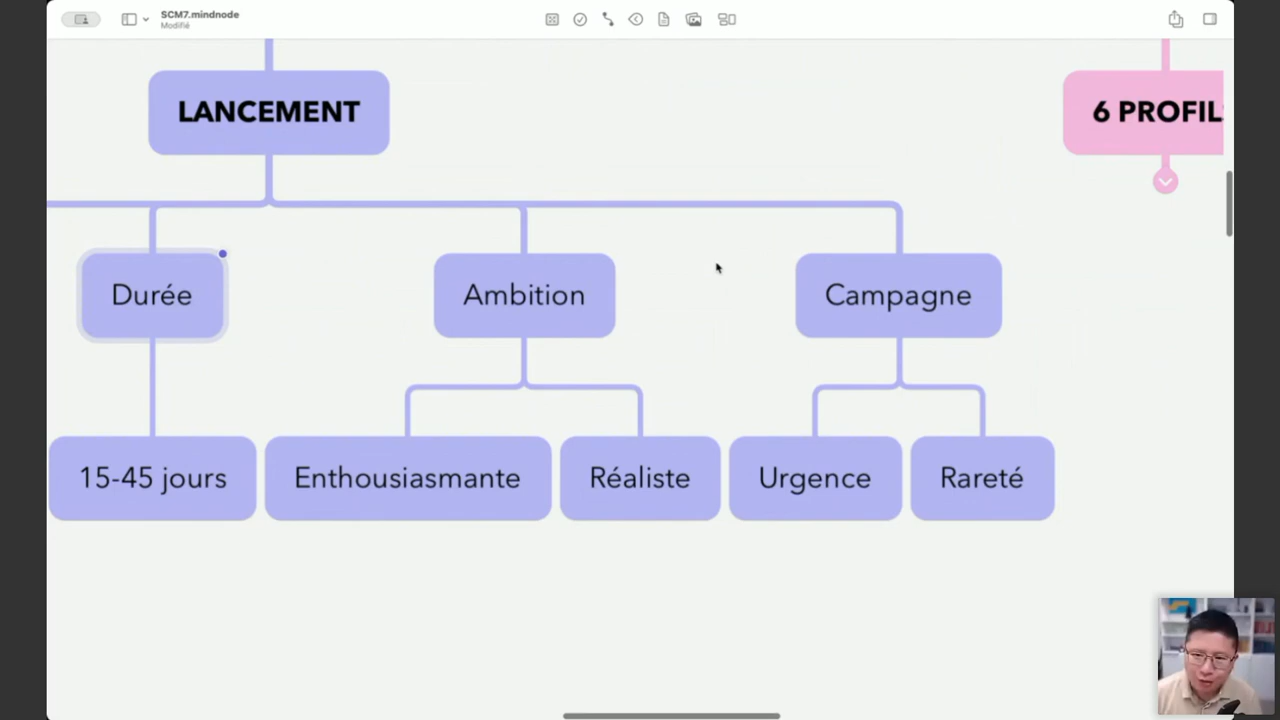 SCM7.mindnode
Modifié
LANCEMENT
6 PROFIL
Durée
Ambition
Campagne
15-45 jours
Enthousiasmante
Réaliste
Urgence
Rareté